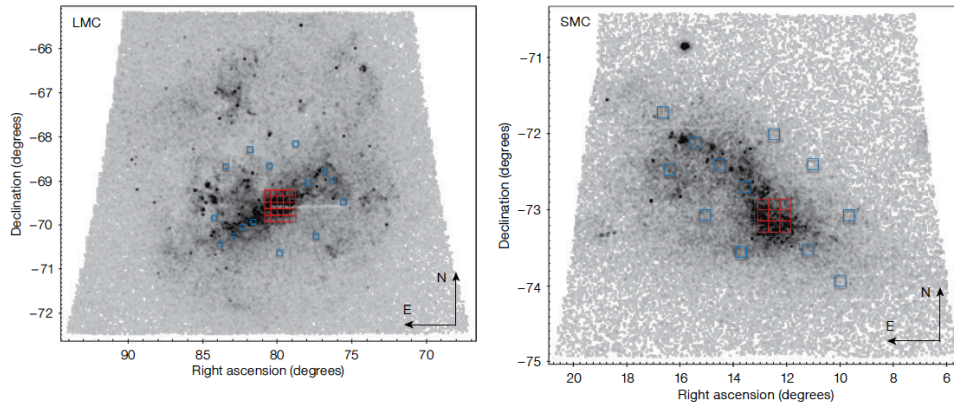 LMC
Declination (degrees)
−66
−67
−68
−69
−70
−71
−72
90
85
80
75
70
Right ascension (degrees)
N
E
SMC
Declination (degrees)
−71
−72
−73
−74
−75
20
18
16
14
12
10
8
6
Right ascension (degrees)
N
E